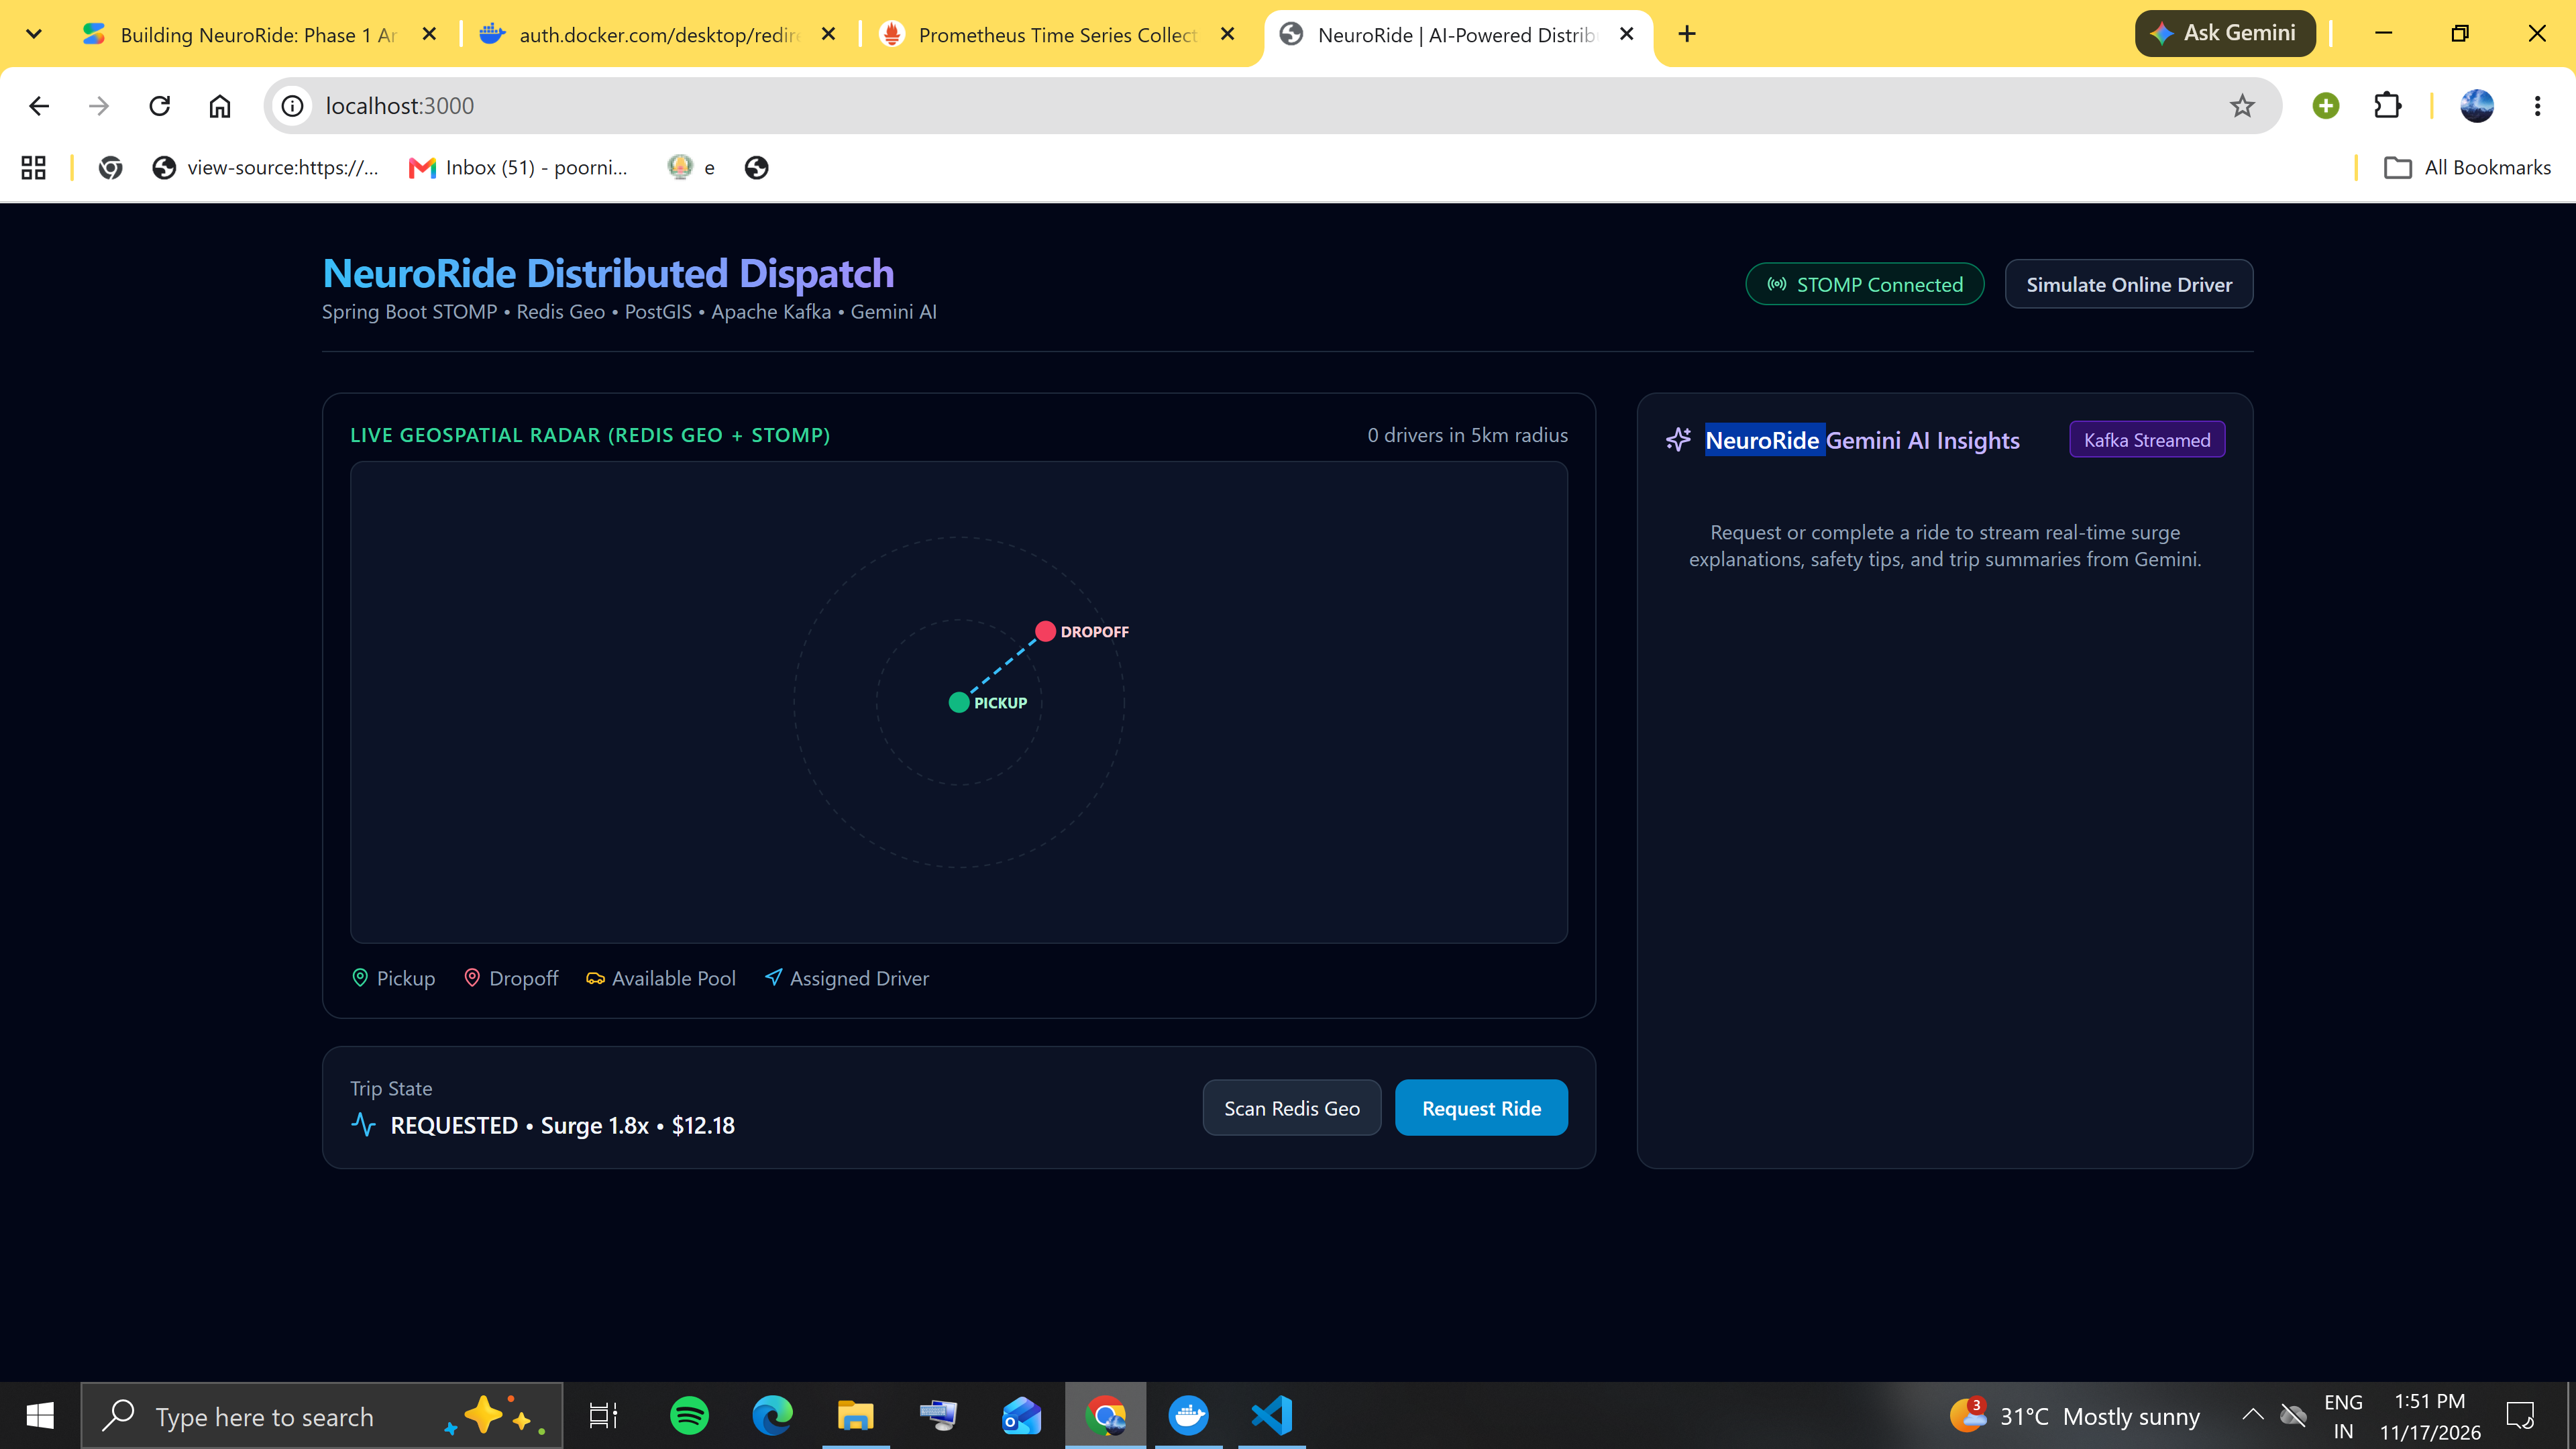 Building NeuroRide: Phase 1 Ar
auth.docker.com/desktop/redire
Prometheus Time Series Collect
NeuroRide | AI-Powered Distrib
Ask Gemini
localhost:3000
view-source:https://...
Inbox (51) - poorni...
e
All Bookmarks
NeuroRide Distributed Dispatch
Spring Boot STOMP • Redis Geo • PostGIS • Apache Kafka • Gemini AI
STOMP Connected
Simulate Online Driver
LIVE GEOSPATIAL RADAR (REDIS GEO + STOMP)
0 drivers in 5km radius
DROPOFF
PICKUP
Pickup
Dropoff
Available Pool
Assigned Driver
Trip State
REQUESTED • Surge 1.8x • $12.18
Scan Redis Geo
Request Ride
NeuroRide Gemini AI Insights
Kafka Streamed
Request or complete a ride to stream real-time surge
explanations, safety tips, and trip summaries from Gemini.
Type here to search
3
31°C Mostly sunny
ENG
IN
1:51 PM
11/17/2026